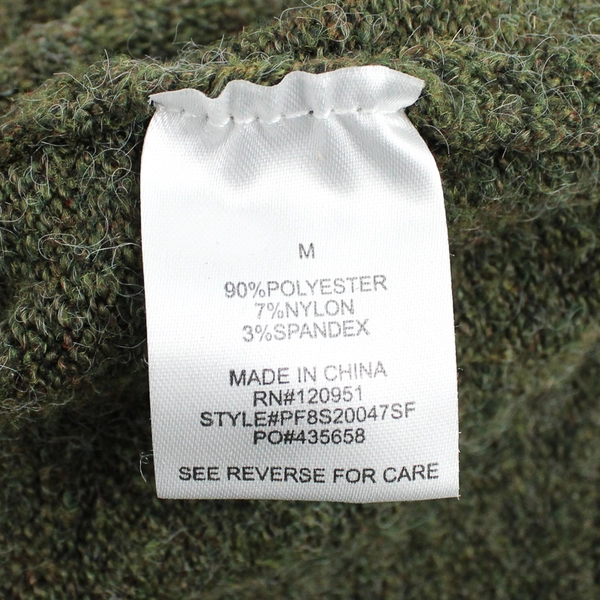 M
90%POLYESTER
7%NYLON
3%SPANDEX
MADE IN CHINA
RN#120951
STYLE#PF8S20047SF
PO#435658
SEE REVERSE FOR CARE